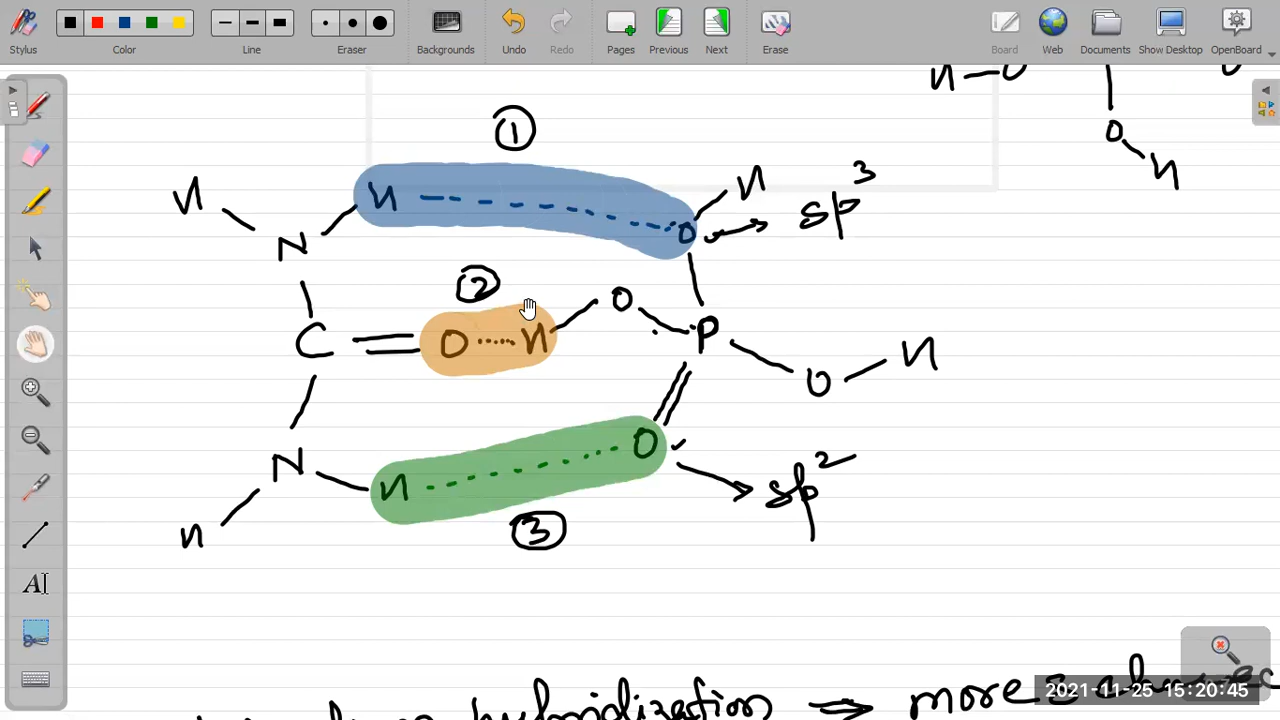 Stylus Color Line Eraser Backgrounds Undo Redo Pages Previous Next Erase Board Web Documents Show Desktop OpenBoard
H—O
O
H
①
H H H
N O → sp³
② O
C = O ····· H P
O H
N H O → sp²
H ③
hybridization ⇒ more
2021-11-25 15:20:45